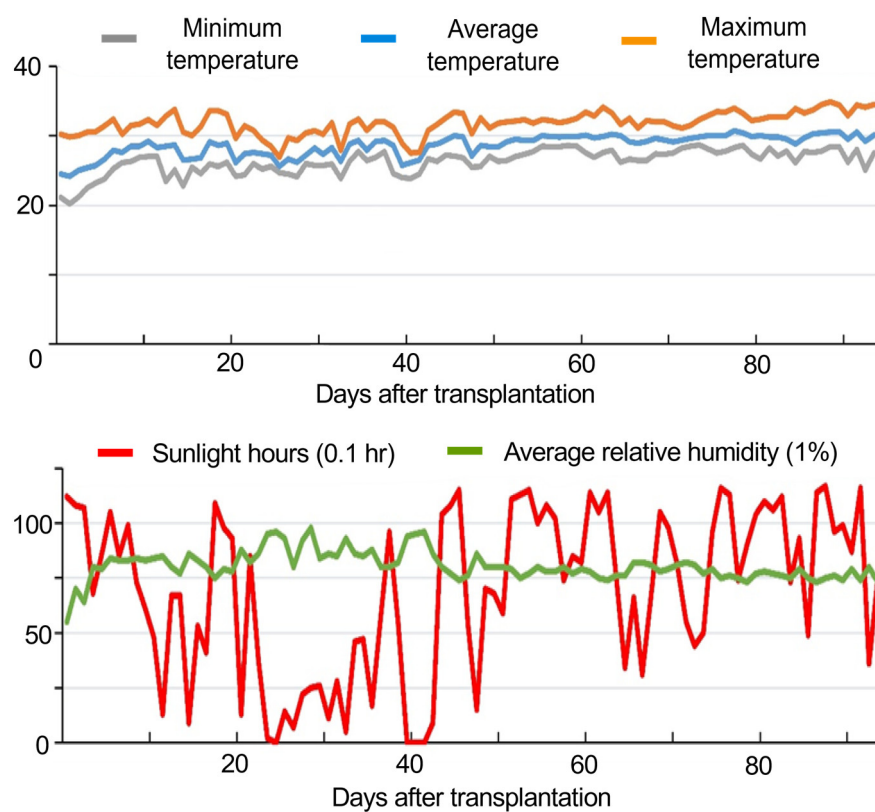 Minimum temperature
Average temperature
Maximum temperature
40
20
0
20
40
60
80
Days after transplantation
Sunlight hours (0.1 hr)
Average relative humidity (1%)
100
50
0
20
40
60
80
Days after transplantation